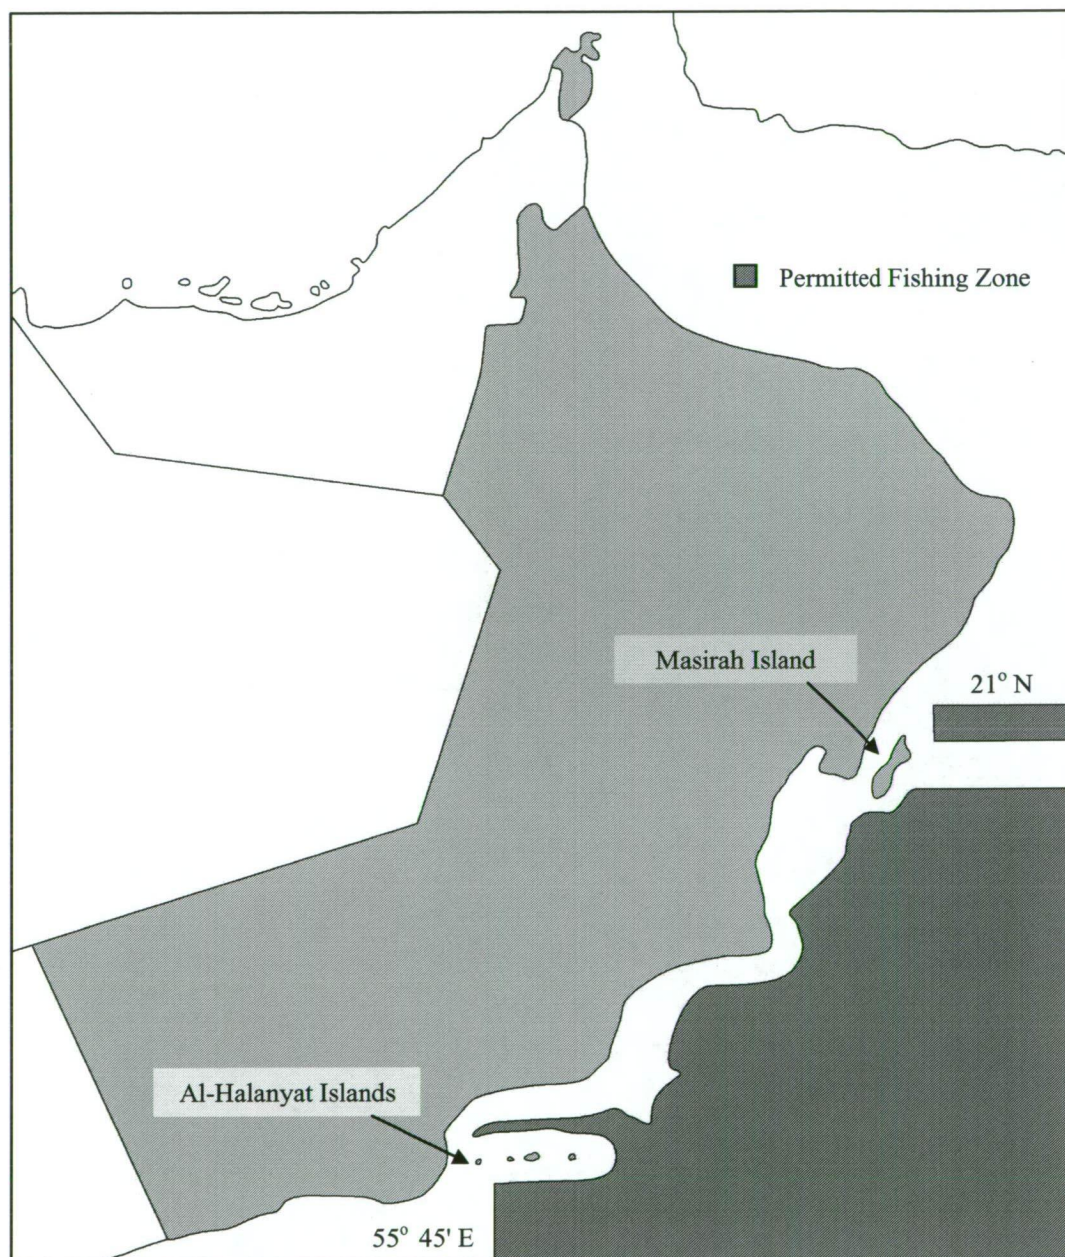 Permitted Fishing Zone
Masirah Island
21° N
Al-Halanyat Islands
55° 45' E